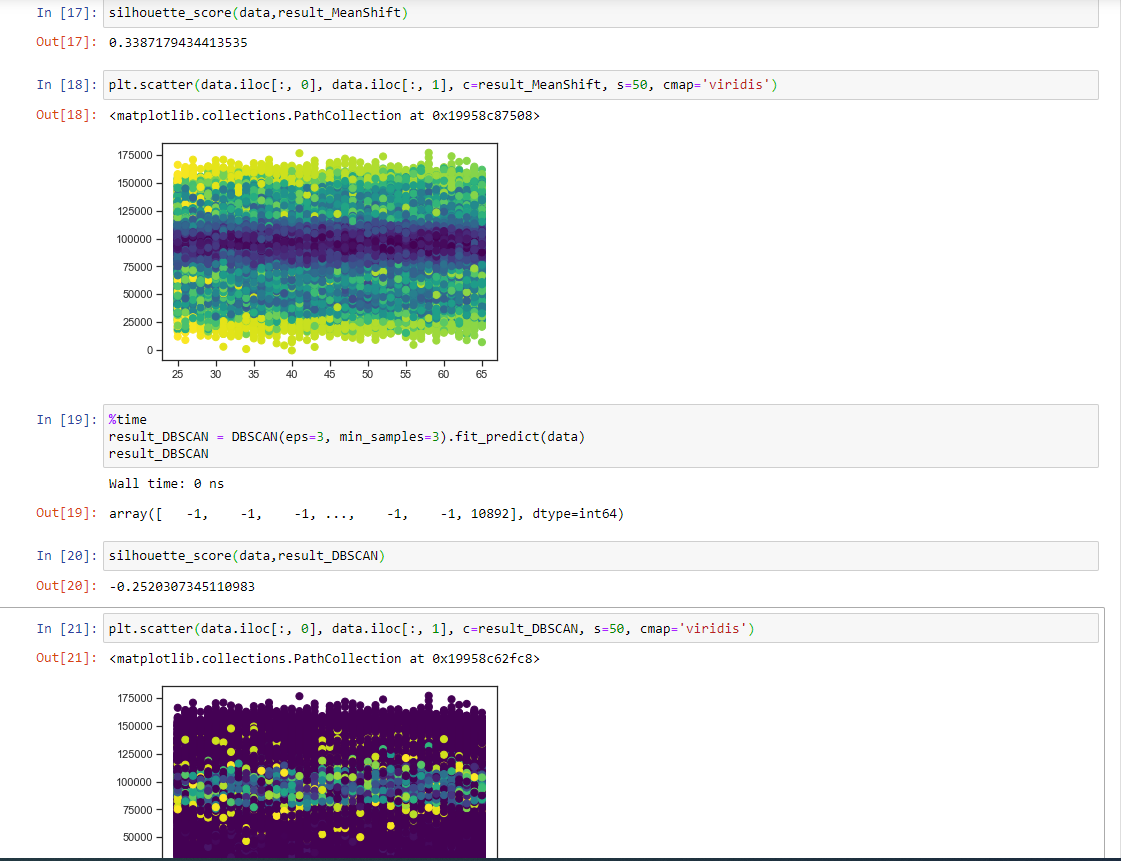 In [17]: silhouette_score(data,result_MeanShift)
Out[17]: 0.3387179434413535
In [18]: plt.scatter(data.iloc[:, 0], data.iloc[:, 1], c=result_MeanShift, s=50, cmap='viridis')
Out[18]: <matplotlib.collections.PathCollection at 0x19958c87508>
175000
150000
125000
100000
75000
50000
25000
0
25 30 35 40 45 50 55 60 65
In [19]: %time
result_DBSCAN = DBSCAN(eps=3, min_samples=3).fit_predict(data)
result_DBSCAN
Wall time: 0 ns
Out[19]: array([   -1,    -1,    -1, ...,    -1,    -1, 10892], dtype=int64)
In [20]: silhouette_score(data,result_DBSCAN)
Out[20]: -0.2520307345110983
In [21]: plt.scatter(data.iloc[:, 0], data.iloc[:, 1], c=result_DBSCAN, s=50, cmap='viridis')
Out[21]: <matplotlib.collections.PathCollection at 0x19958c62fc8>
175000
150000
125000
100000
75000
50000